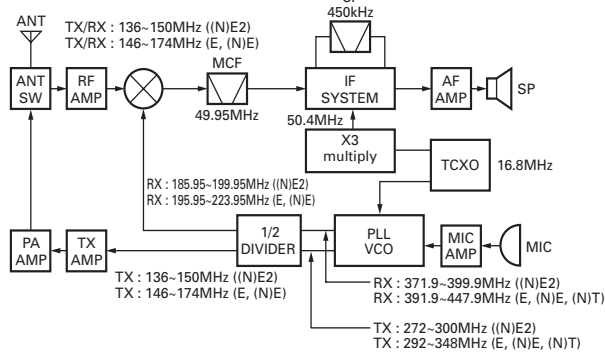 450kHz
ANT
TX/RX : 136~150MHz ((N)E2)
TX/RX : 146~174MHz (E, (N)E)
MCF
ANT
SW
RF
AMP
IF
SYSTEM
AF
AMP
SP
49.95MHz
50.4MHz
X3
multiply
TCXO
16.8MHz
RX : 185.95~199.95MHz ((N)E2)
RX : 195.95~223.95MHz (E, (N)E)
PA
AMP
TX
AMP
1/2
DIVIDER
PLL
VCO
MIC
AMP
MIC
TX : 136~150MHz ((N)E2)
TX : 146~174MHz (E, (N)E)
RX : 371.9~399.9MHz ((N)E2)
RX : 391.9~447.9MHz (E, (N)E, (N)T)
TX : 272~300MHz ((N)E2)
TX : 292~348MHz (E, (N)E, (N)T)